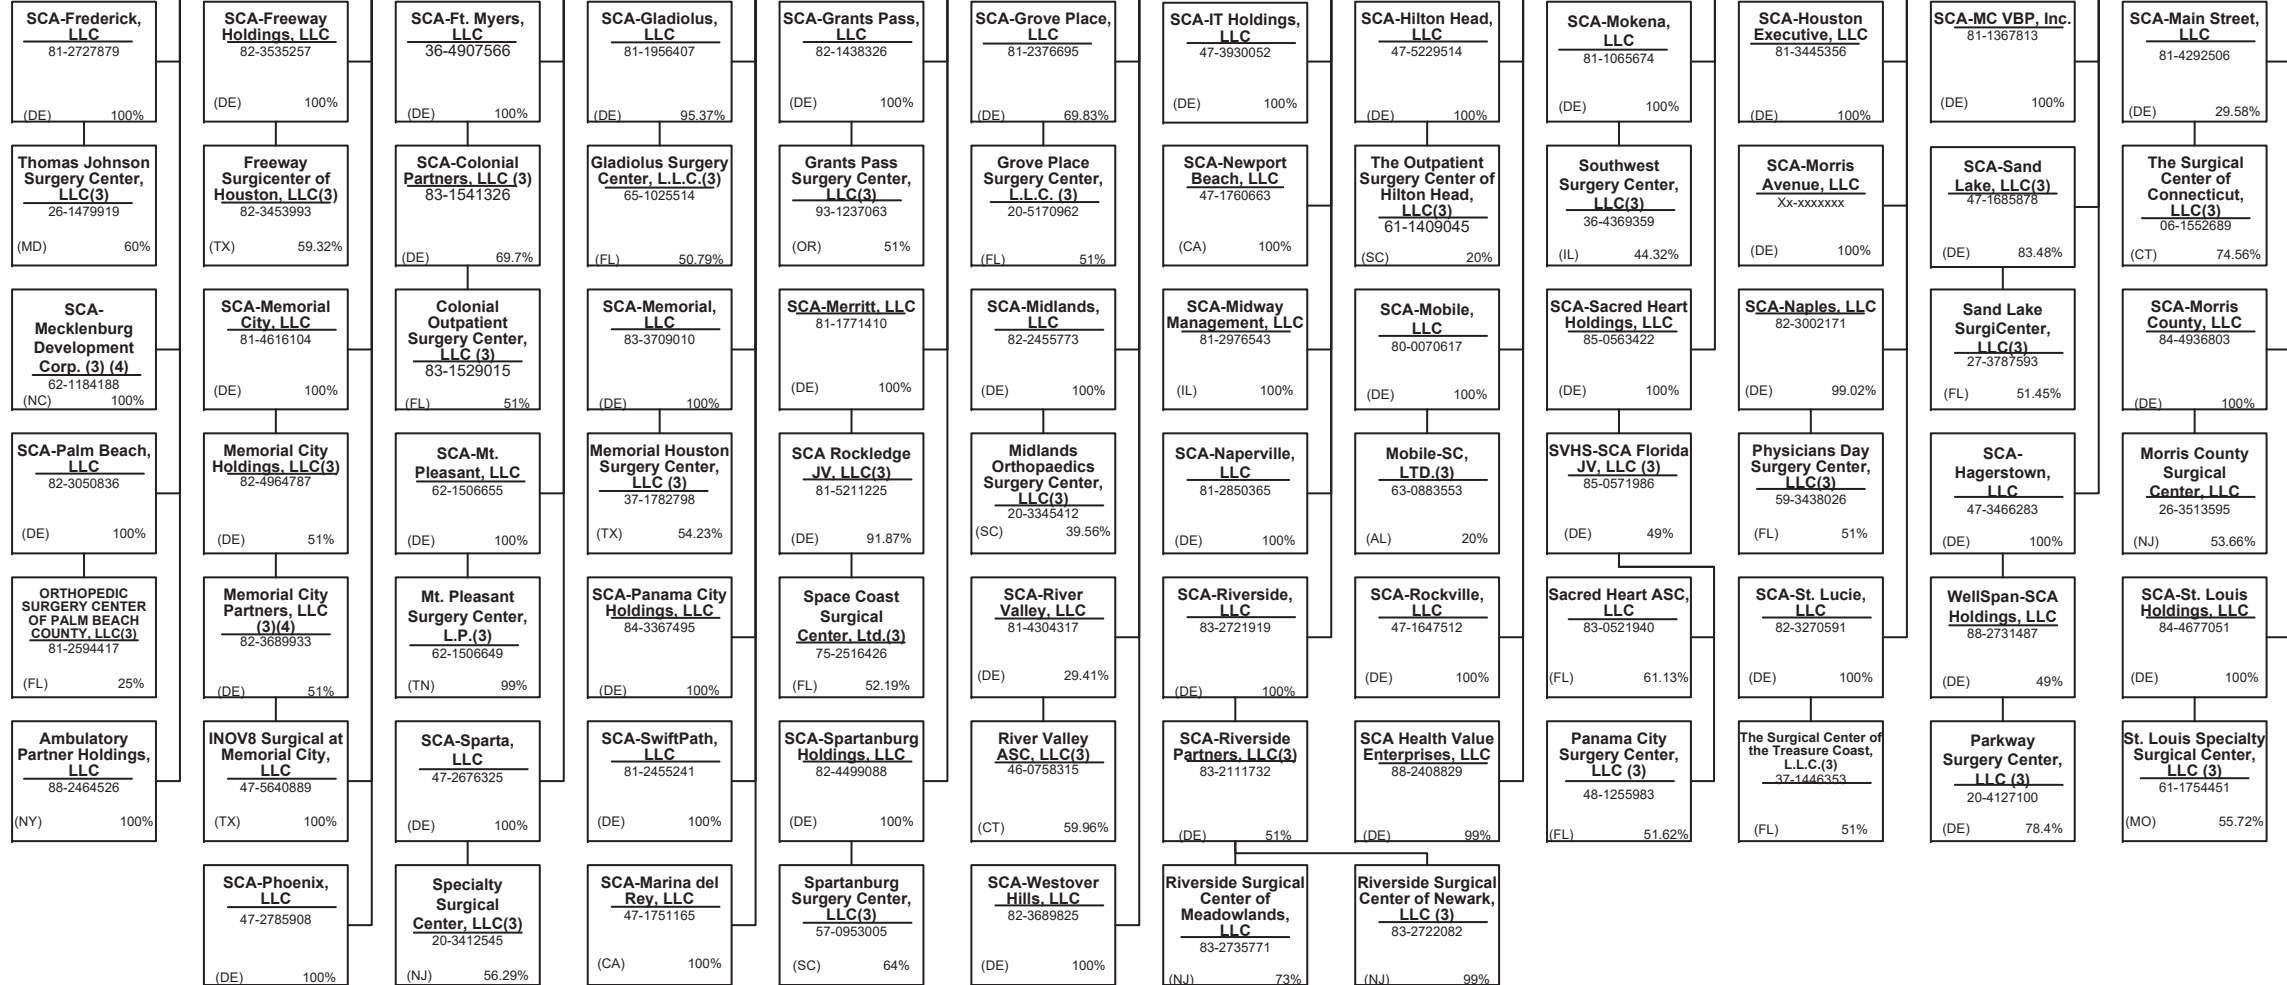 SCA-Frederick,
LLC
81-2727879
(DE) 100%
SCA-Freeway
Holdings, LLC
82-3535257
(DE) 100%
SCA-Ft. Myers,
LLC
36-4907566
(DE) 100%
SCA-Gladiolus,
LLC
81-1956407
(DE) 95.37%
SCA-Grants Pass,
LLC
82-1438326
(DE) 100%
SCA-Grove Place,
LLC
81-2376695
(DE) 69.83%
SCA-IT Holdings,
LLC
47-3930052
(DE) 100%
SCA-Hilton Head,
LLC
47-5229514
(DE) 100%
SCA-Mokena,
LLC
81-1065674
(DE) 100%
SCA-Houston
Executive, LLC
81-3445356
(DE) 100%
SCA-MC VBP, Inc.
81-1367813
(DE) 100%
SCA-Main Street,
LLC
81-4292506
(DE) 29.58%
Thomas Johnson
Surgery Center,
LLC(3)
26-1479919
(MD) 60%
Freeway
Surgicenter of
Houston, LLC(3)
82-3453993
(TX) 59.32%
SCA-Colonial
Partners, LLC (3)
83-1541326
(DE) 69.7%
Gladiolus Surgery
Center, L.L.C.(3)
65-1025514
(FL) 50.79%
Grants Pass
Surgery Center,
LLC(3)
93-1237063
(OR) 51%
Grove Place
Surgery Center,
L.L.C. (3)
20-5170962
(FL) 51%
SCA-Newport
Beach, LLC
47-1760663
(CA) 100%
The Outpatient
Surgery Center of
Hilton Head,
LLC(3)
61-1409045
(SC) 20%
Southwest
Surgery Center,
LLC(3)
36-4369359
(IL) 44.32%
SCA-Morris
Avenue, LLC
Xx-xxxxxxx
(DE) 100%
SCA-Sand
Lake, LLC(3)
47-1685878
(DE) 83.48%
The Surgical
Center of
Connecticut,
LLC(3)
06-1552689
(CT) 74.56%
SCA-
Mecklenburg
Development
Corp. (3) (4)
62-1184188
(NC) 100%
SCA-Memorial
City, LLC
81-4616104
(DE) 100%
Colonial
Outpatient
Surgery Center,
LLC (3)
83-1529015
(FL) 51%
SCA-Memorial,
LLC
83-3709010
(DE) 100%
SCA-Merritt, LLC
81-1771410
(DE) 100%
SCA-Midlands,
LLC
82-2455773
(DE) 100%
SCA-Midway
Management, LLC
81-2976543
(IL) 100%
SCA-Mobile,
LLC
80-0070617
(DE) 100%
SCA-Sacred Heart
Holdings, LLC
85-0563422
(DE) 100%
SCA-Naples, LLC
82-3002171
(DE) 99.02%
Sand Lake
SurgiCenter,
LLC(3)
27-3787593
(FL) 51.45%
SCA-Morris
County, LLC
84-4936803
(DE) 100%
SCA-Palm Beach,
LLC
82-3050836
(DE) 100%
Memorial City
Holdings, LLC(3)
82-4964787
(DE) 51%
SCA-Mt.
Pleasant, LLC
62-1506655
(DE) 100%
Memorial Houston
Surgery Center,
LLC (3)
37-1782798
(TX) 54.23%
SCA Rockledge
JV, LLC(3)
81-5211225
(DE) 91.87%
Midlands
Orthopaedics
Surgery Center,
LLC(3)
20-3345412
(SC) 39.56%
SCA-Naperville,
LLC
81-2850365
(DE) 100%
Mobile-SC,
LTD.(3)
63-0883553
(AL) 20%
SVHS-SCA Florida
JV, LLC (3)
85-0571986
(DE) 49%
Physicians Day
Surgery Center,
LLC(3)
59-3438026
(FL) 51%
SCA-
Hagerstown,
LLC
47-3466283
(DE) 100%
Morris County
Surgical
Center, LLC
26-3513595
(NJ) 53.66%
ORTHOPEDIC
SURGERY CENTER
OF PALM BEACH
COUNTY, LLC(3)
81-2594417
(FL) 25%
Memorial City
Partners, LLC
(3)(4)
82-3689933
(DE) 51%
Mt. Pleasant
Surgery Center,
L.P.(3)
62-1506649
(TN) 99%
SCA-Panama City
Holdings, LLC
84-3367495
(DE) 100%
Space Coast
Surgical
Center, Ltd.(3)
75-2516426
(FL) 52.19%
SCA-River
Valley, LLC
81-4304317
(DE) 29.41%
SCA-Riverside,
LLC
83-2721919
(DE) 100%
SCA-Rockville,
LLC
47-1647512
(DE) 100%
Sacred Heart ASC,
LLC
83-0521940
(FL) 61.13%
SCA-St. Lucie,
LLC
82-3270591
(DE) 100%
WellSpan-SCA
Holdings, LLC
88-2731487
(DE) 49%
SCA-St. Louis
Holdings, LLC
84-4677051
(DE) 100%
Ambulatory
Partner Holdings,
LLC
88-2464526
(NY) 100%
INOV8 Surgical at
Memorial City,
LLC
47-5640889
(TX) 100%
SCA-Sparta,
LLC
47-2676325
(DE) 100%
SCA-SwiftPath,
LLC
81-2455241
(DE) 100%
SCA-Spartanburg
Holdings, LLC
82-4499088
(DE) 100%
River Valley
ASC, LLC(3)
46-0758315
(CT) 59.96%
SCA-Riverside
Partners, LLC(3)
83-2111732
(DE) 51%
SCA Health Value
Enterprises, LLC
88-2408829
(DE) 99%
Panama City
Surgery Center,
LLC (3)
48-1255983
(FL) 51.62%
The Surgical Center of
the Treasure Coast,
L.L.C.(3)
37-1446353
(FL) 51%
Parkway
Surgery Center,
LLC (3)
20-4127100
(DE) 78.4%
St. Louis Specialty
Surgical Center,
LLC (3)
61-1754451
(MO) 55.72%
SCA-Phoenix,
LLC
47-2785908
(DE) 100%
Specialty
Surgical
Center, LLC(3)
20-3412545
(NJ) 56.29%
SCA-Marina del
Rey, LLC
47-1751165
(CA) 100%
Spartanburg
Surgery Center,
LLC(3)
57-0953005
(SC) 64%
SCA-Westover
Hills, LLC
82-3689825
(DE) 100%
Riverside Surgical
Center of
Meadowlands,
LLC
83-2735771
(NJ) 73%
Riverside Surgical
Center of Newark,
LLC (3)
83-2722082
(NJ) 99%